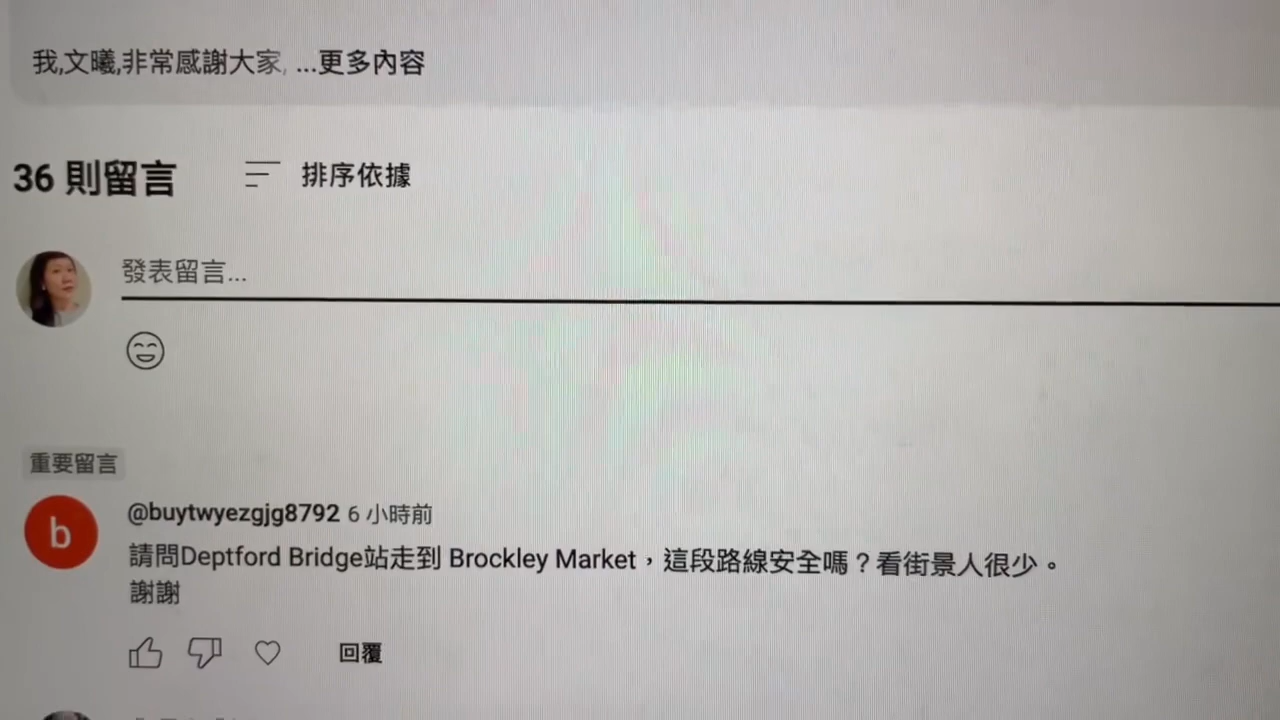 我,文曦,非常感謝大家, ...更多內容
36 則留言 排序依據
發表留言...
重要留言
b
@buytwyezgjg8792 6 小時前
請問Deptford Bridge站走到 Brockley Market，這段路線安全嗎？看街景人很少。
謝謝
回覆